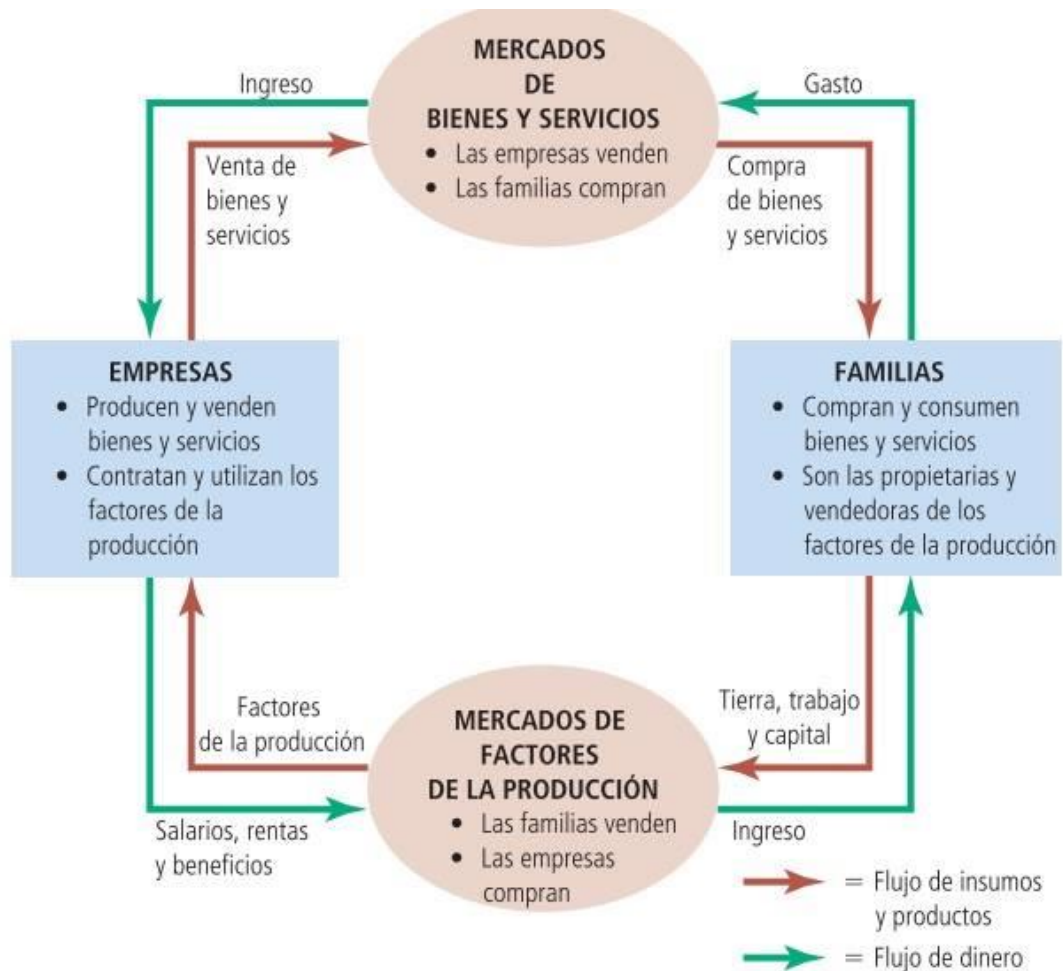 MERCADOS
DE
BIENES Y SERVICIOS
• Las empresas venden
• Las familias compran
Ingreso
Gasto
Venta de
bienes y
servicios
Compra
de bienes
y servicios
EMPRESAS
• Producen y venden
bienes y servicios
• Contratan y utilizan los
factores de la
producción
FAMILIAS
• Compran y consumen
bienes y servicios
• Son las propietarias y
vendedoras de los
factores de la producción
Factores
de la producción
Tierra, trabajo
y capital
MERCADOS DE
FACTORES
DE LA PRODUCCIÓN
• Las familias venden
• Las empresas
compran
Salarios, rentas
y beneficios
Ingreso
= Flujo de insumos
y productos
= Flujo de dinero